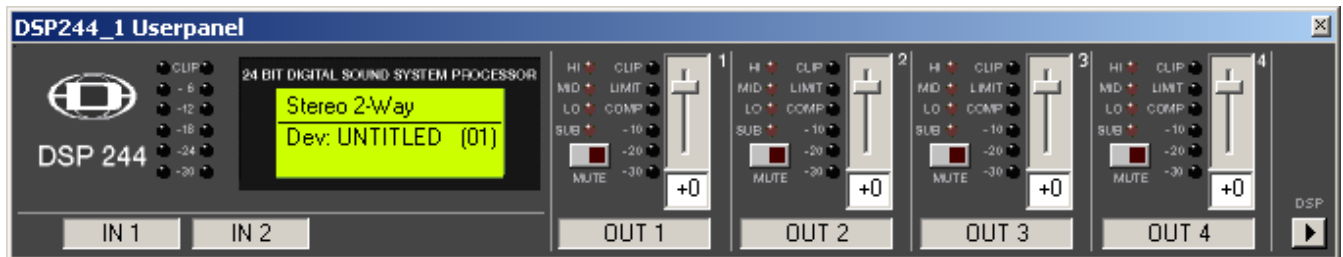 DSP244_1 Userpanel
CLIP
- 6
-12
-18
-24
-30
DSP 244
24 BIT DIGITAL SOUND SYSTEM PROCESSOR
Stereo 2-Way
Dev: UNTITLED (01)
IN 1
IN 2
1
HI CLIP
MID LIMIT
LO COMP
SUB -10
-20
MUTE -30
+0
OUT 1
2
HI CLIP
MID LIMIT
LO COMP
SUB -10
-20
MUTE -30
+0
OUT 2
3
HI CLIP
MID LIMIT
LO COMP
SUB -10
-20
MUTE -30
+0
OUT 3
4
HI CLIP
MID LIMIT
LO COMP
SUB -10
-20
MUTE -30
+0
OUT 4
DSP